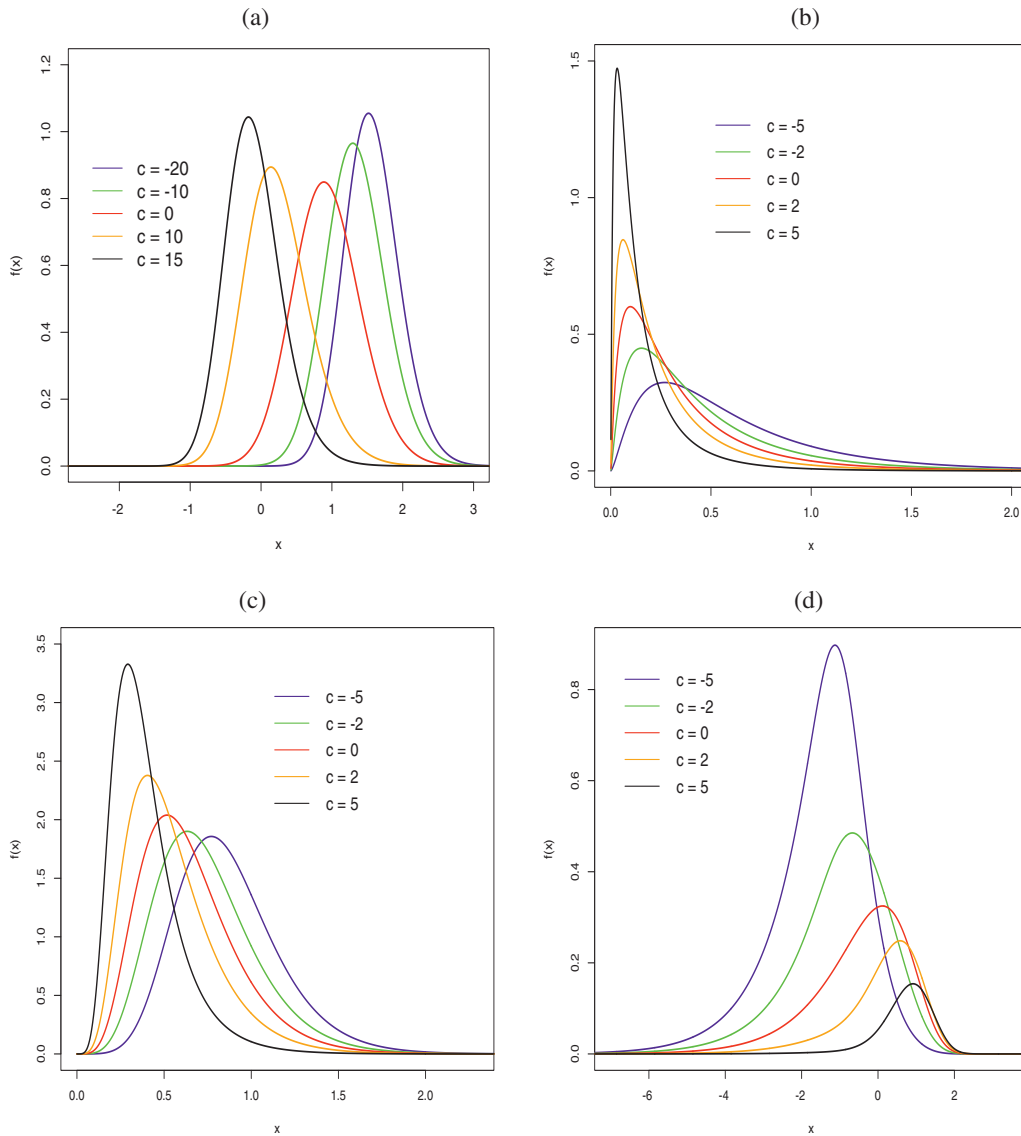 (a)
1.2
1.0
0.8
0.6
0.4
0.2
0.0
f(x)
c = -20
c = -10
c = 0
c = 10
c = 15
-2 -1 0 1 2 3
x
(b)
1.5
1.0
0.5
0.0
f(x)
c = -5
c = -2
c = 0
c = 2
c = 5
0.0 0.5 1.0 1.5 2.0
x
(c)
3.5
3.0
2.5
2.0
1.5
1.0
0.5
0.0
f(x)
c = -5
c = -2
c = 0
c = 2
c = 5
0.0 0.5 1.0 1.5 2.0
x
(d)
0.8
0.6
0.4
0.2
0.0
f(x)
c = -5
c = -2
c = 0
c = 2
c = 5
-6 -4 -2 0 2
x